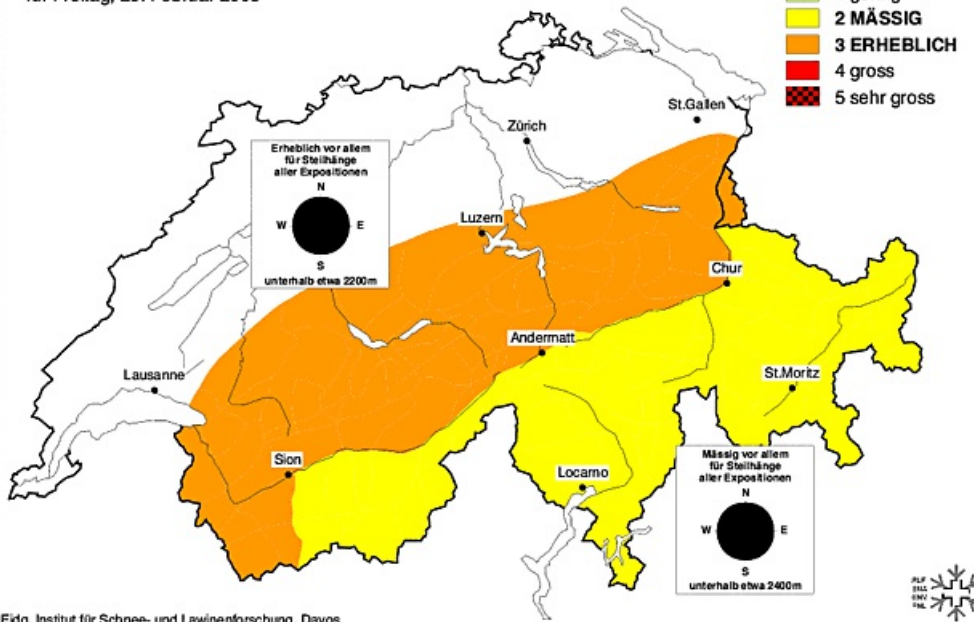 für Freitag,
2 MÄSSIG
3 ERHEBLICH
4 gross
5 sehr gross
St.Gallen
Zürich
Erheblich vor allem
für Steilhänge
aller Expositionen
N
W E
S
unterhalb etwa 2200m
Luzern
Chur
Andermatt
Lausanne
St.Moritz
Sion
Locarno
Mässig vor allem
für Steilhänge
aller Expositionen
N
W E
S
unterhalb etwa 2400m
Eidg. Institut für Schnee- und Lawinenforschung, Davos